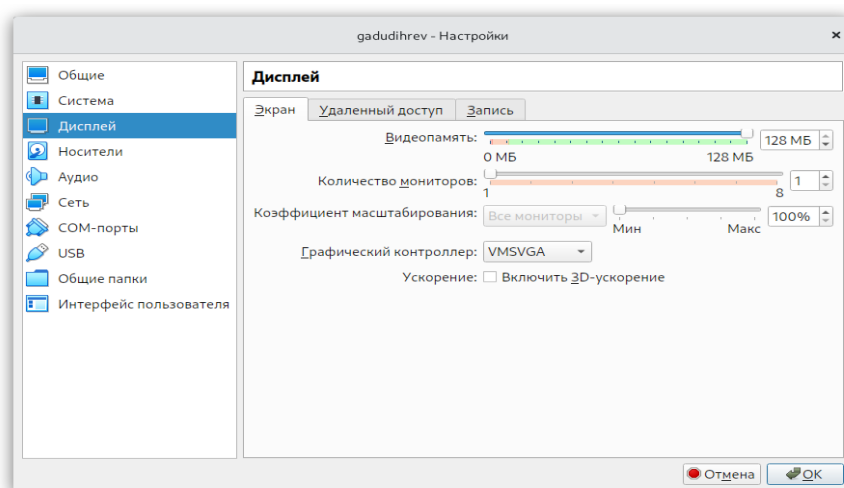 gadudihrev - Настройки
Общие
Система
Дисплей
Носители
Аудио
Сеть
COM-порты
USB
Общие папки
Интерфейс пользователя
Дисплей
Экран Удаленный доступ Запись
Видеопамять: 128 МБ
0 МБ 128 МБ
Количество мониторов: 1
1 8
Коэффициент масштабирования: Все мониторы 100%
Мин Макс
Графический контроллер: VMSVGA
Ускорение: Включить 3D-ускорение
Отмена OK